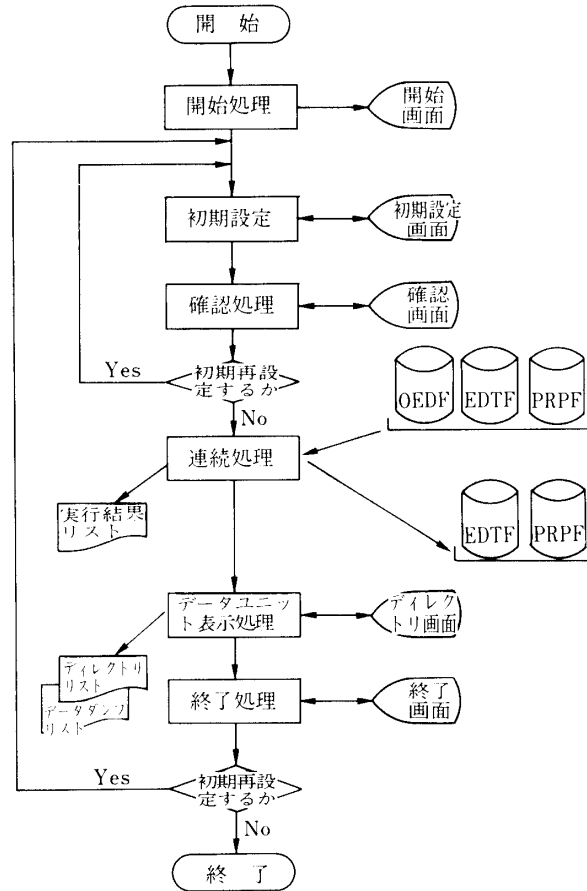 開 始
開始処理
開始
画面
初期設定
初期設定
画面
確認処理
確認
画面
Yes
初期再設
定するか
No
OEDF
EDTF
PRPF
連続処理
実行結果
リスト
EDTF
PRPF
データユニッ
ト表示処理
ディレク
トリ画面
ディレクトリ
リスト
データダンプ
リスト
終了処理
終了
画面
Yes
初期再設
定するか
No
終 了